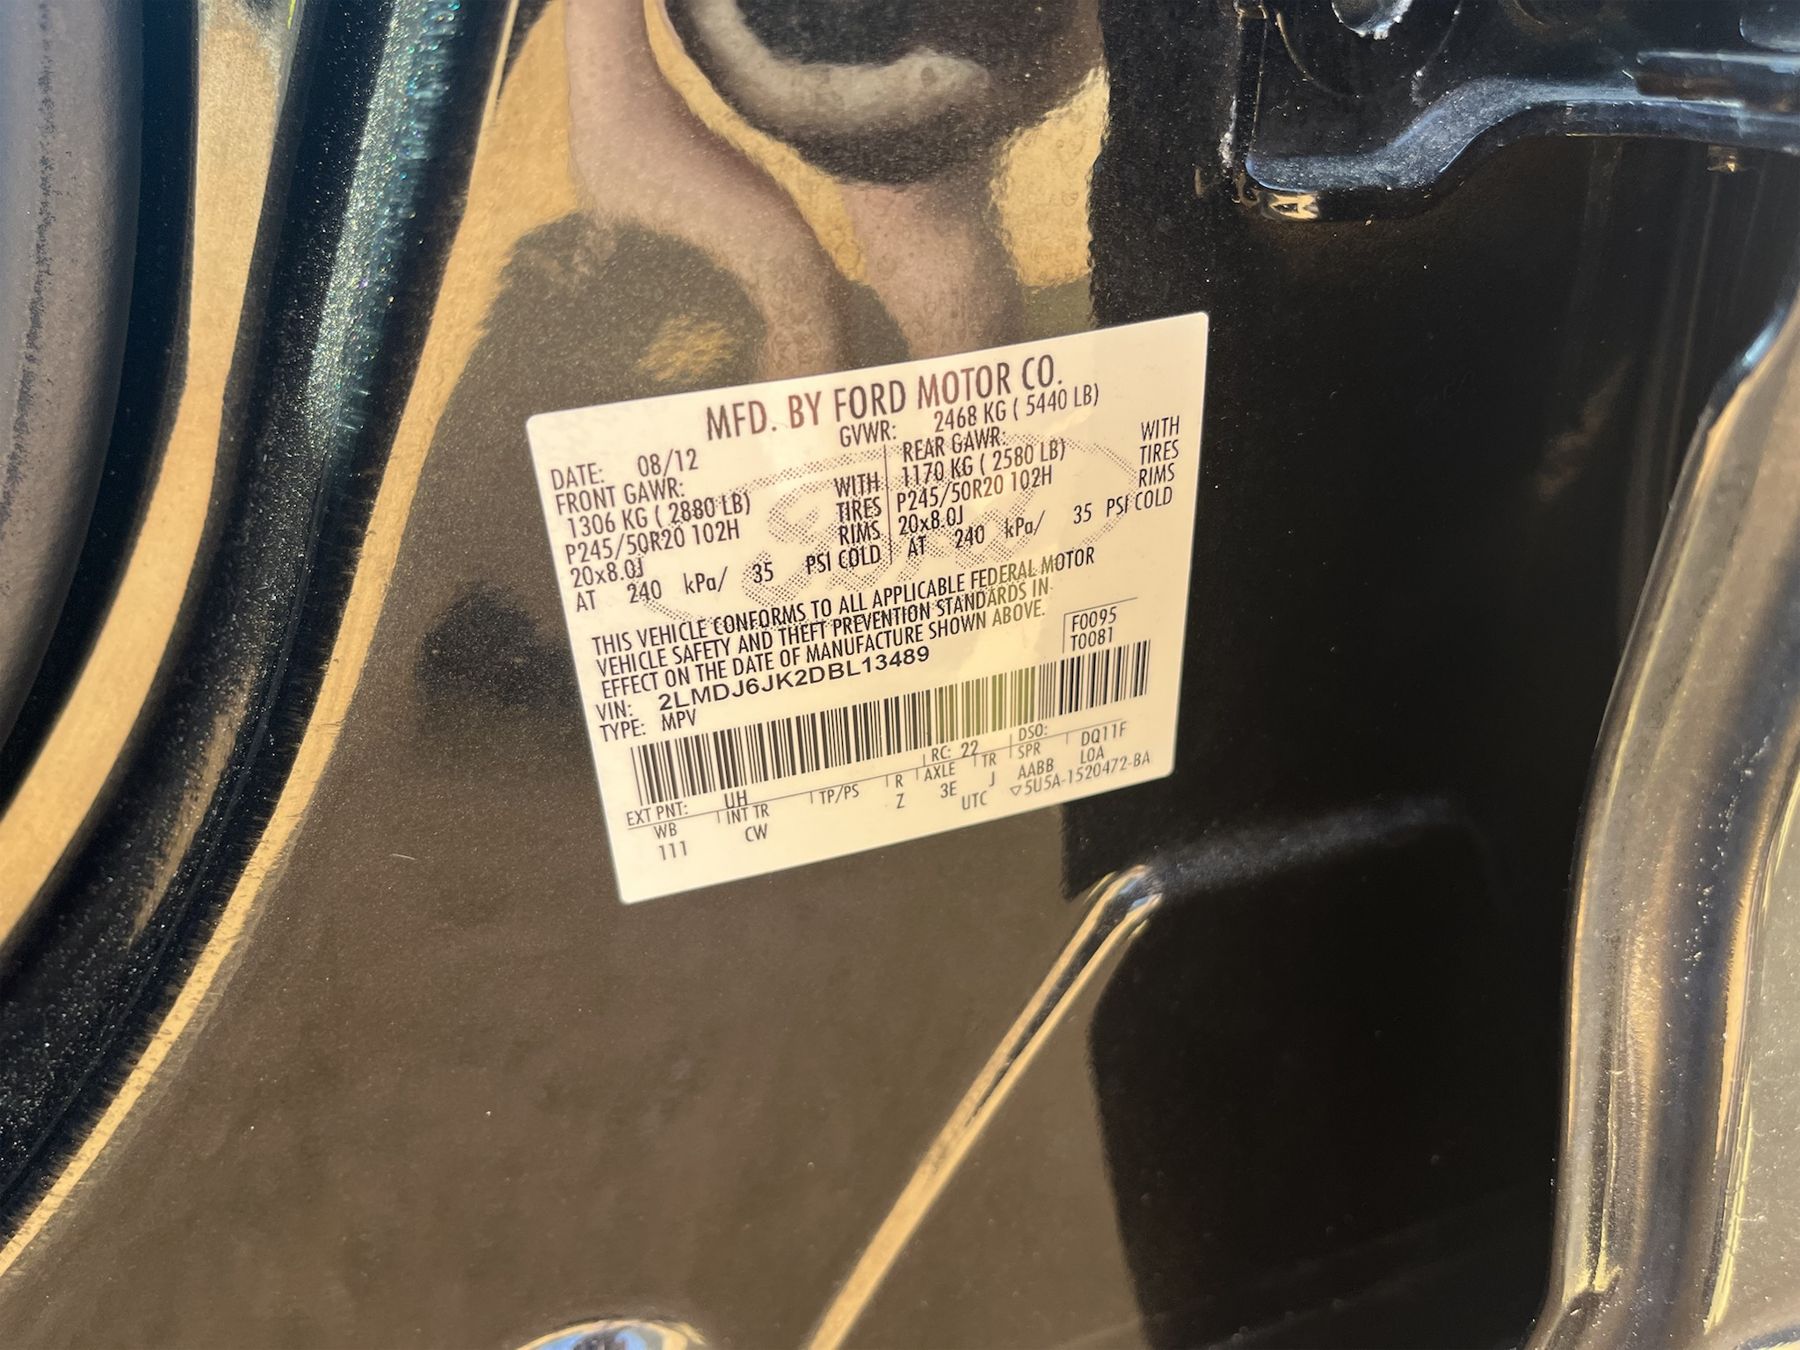 MFD. BY FORD MOTOR CO.
DATE: 08/12 GVWR: 2468 KG ( 5440 LB)
FRONT GAWR: REAR GAWR:
1306 KG ( 2880 LB) WITH 1170 KG ( 2580 LB) WITH
P245/50R20 102H TIRES P245/50R20 102H TIRES
20x8.0J RIMS 20x8.0J RIMS
AT 240 kPa/ 35 PSI COLD AT 240 kPa/ 35 PSI COLD
THIS VEHICLE CONFORMS TO ALL APPLICABLE FEDERAL MOTOR
VEHICLE SAFETY AND THEFT PREVENTION STANDARDS IN
EFFECT ON THE DATE OF MANUFACTURE SHOWN ABOVE.
VIN: 2LMDJ6JK2DBL13489 F0095
TYPE: MPV T0081
EXT PNT: UH RC: 22 DSO: DQ11F
WB INT TR TP/PS R AXLE TR SPR LOA
111 CW Z 3E J AABB
UTC ▽5U5A-1520472-BA